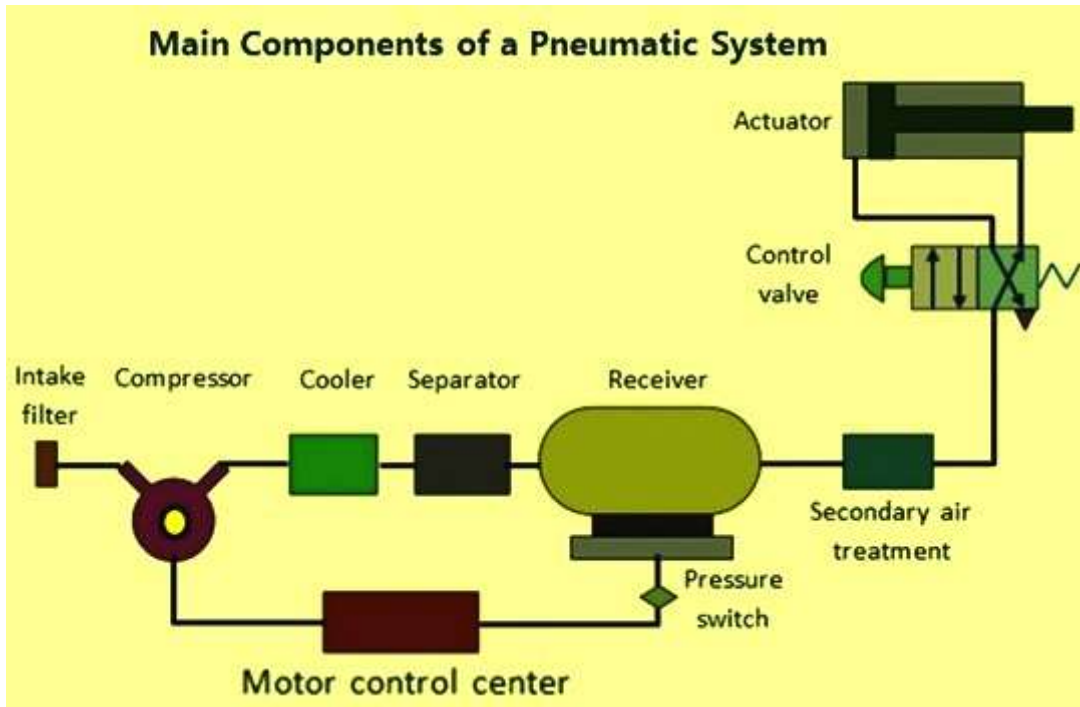 Main Components of a Pneumatic System
Actuator
Control
valve
Intake
filter
Compressor
Cooler
Separator
Receiver
Secondary air
treatment
Pressure
switch
Motor control center